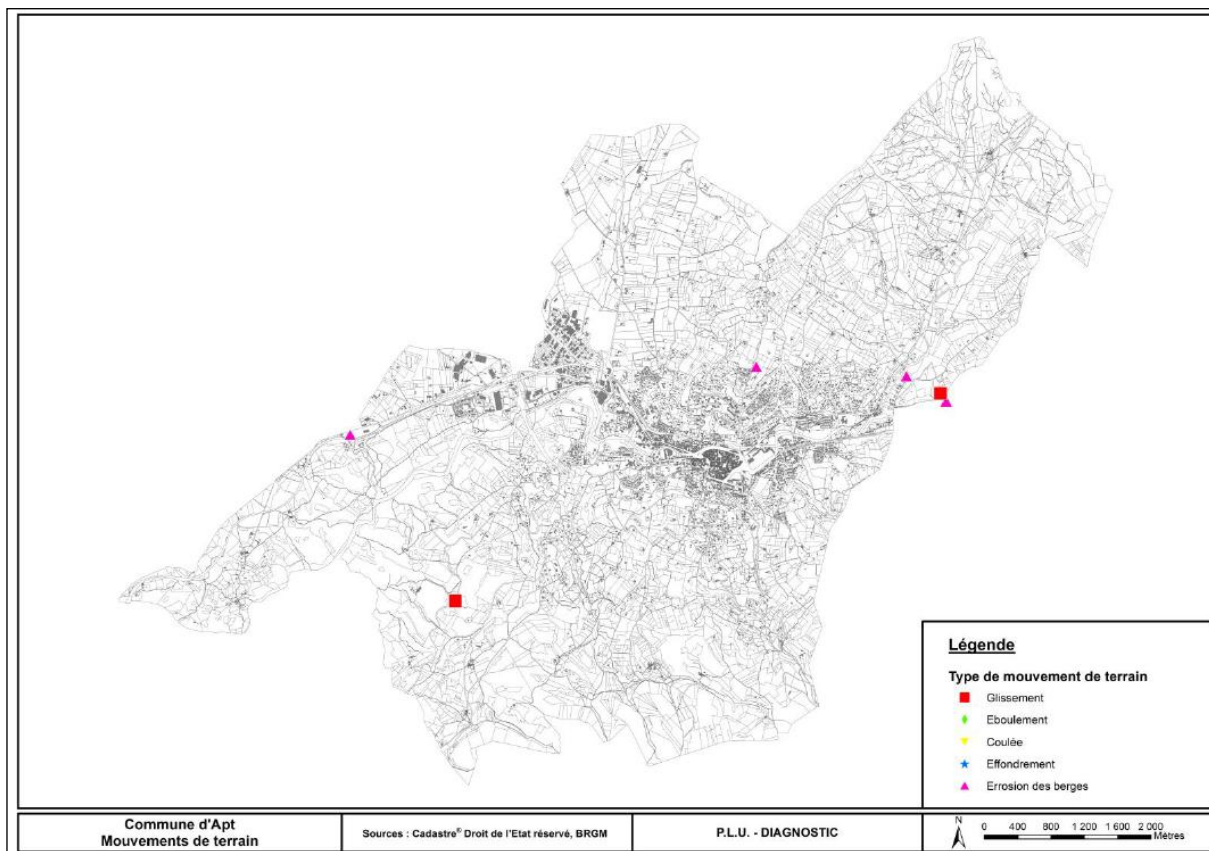 Légende
Type de mouvement de terrain
Glissement
Eboulement
Coulée
Effondrement
Errosion des berges
Commune d'Apt
Mouvements de terrain
Sources : Cadastre® Droit de l'Etat réservé, BRGM
P.L.U. - DIAGNOSTIC
N
0 400 800 1 200 1 600 2 000
Mètres